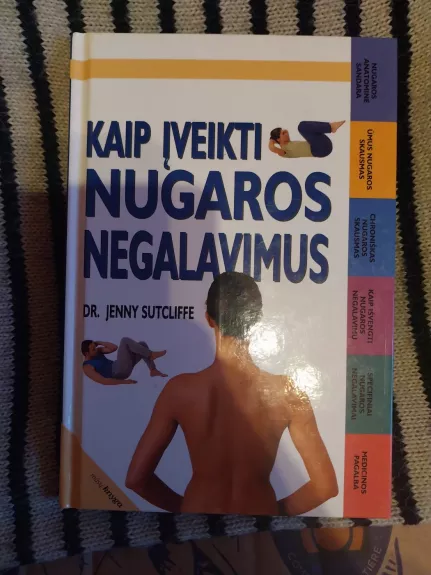 KAIP ĮVEIKTI
NUGAROS
NEGALAVIMUS
DR. JENNY SUTCLIFFE
NUGAROS
ANATOMINĖ
SANDARA
ŪMUS NUGAROS
SKAUSMAS
CHRONIŠKAS
NUGAROS
SKAUSMAS
KAIP IŠVENGTI
NUGAROS
NEGALAVIMŲ
SPECIFINIAI
NUGAROS
NEGALAVIMAI
MEDICINOS
PAGALBA